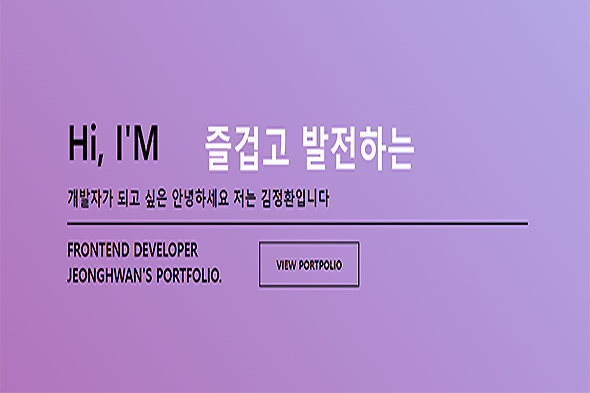 Hi, I'M 즐겁고 발전하는
개발자가 되고 싶은 안녕하세요 저는 김정환입니다
FRONTEND DEVELOPER
JEONGHWAN'S PORTFOLIO.
VIEW PORTPOLIO